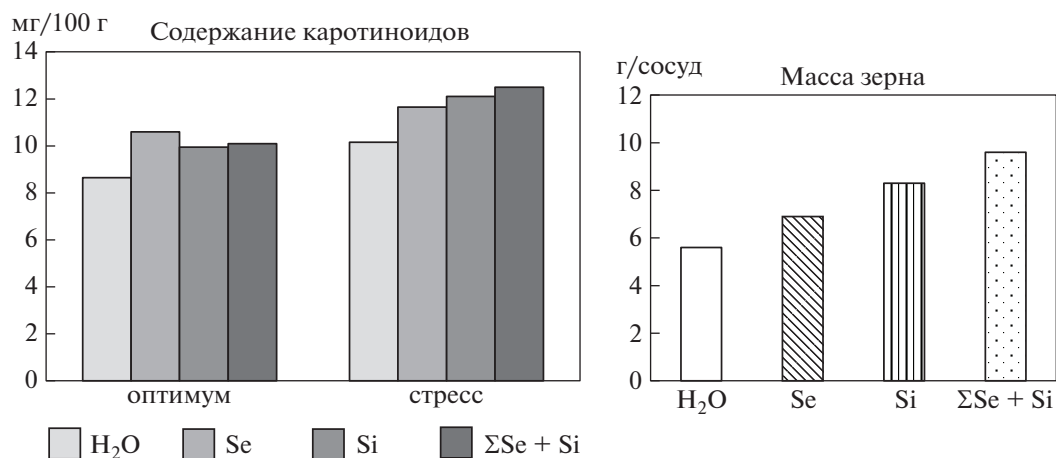 мг/100 г
Содержание каротиноидов
14
12
10
8
6
4
2
0
оптимум стресс
H₂O Se Si ΣSe + Si
г/сосуд
Масса зерна
12
10
8
6
4
2
0
H₂O Se Si ΣSe + Si